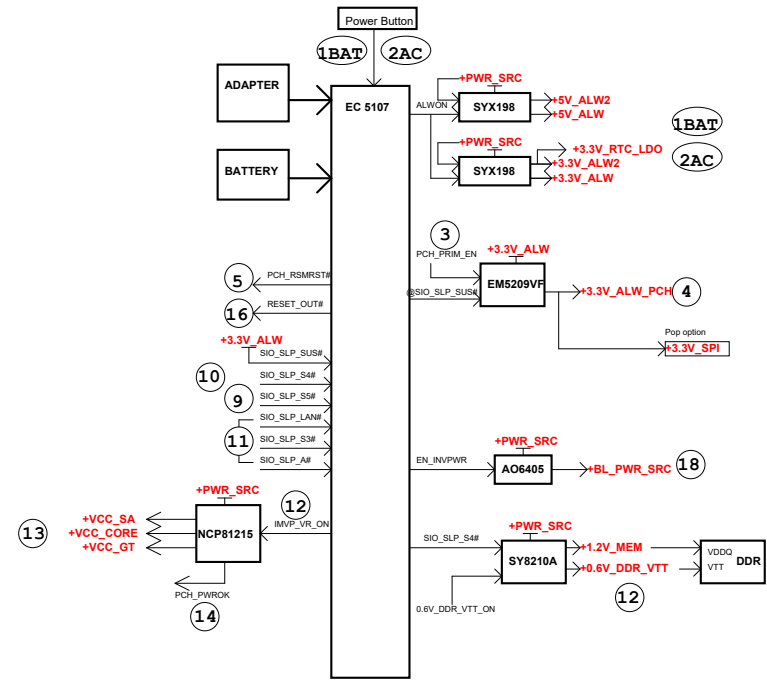 Power Button
1BAT
2AC
ADAPTER
BATTERY
EC 5107
ALWON
+PWR_SRC
SYX198
+5V_ALW2
+5V_ALW
1BAT
2AC
+PWR_SRC
SYX198
+3.3V_RTC_LDO
+3.3V_ALW2
+3.3V_ALW
3
PCH_PRIM_EN
+3.3V_ALW
EM5209VF
@SIO_SLP_SUS#
+3.3V_ALW_PCH
4
Pop option
+3.3V_SPI
5
PCH_RSMRST#
16
RESET_OUT#
+3.3V_ALW
SIO_SLP_SUS#
10
SIO_SLP_S4#
9
SIO_SLP_S5#
SIO_SLP_LAN#
11
SIO_SLP_S3#
SIO_SLP_A#
EN_INVPWR
+PWR_SRC
AO6405
+BL_PWR_SRC
18
+PWR_SRC
12
IMVP_VR_ON
13
+VCC_SA
+VCC_CORE
+VCC_GT
NCP81215
PCH_PWROK
14
SIO_SLP_S4#
+PWR_SRC
SY8210A
0.6V_DDR_VTT_ON
+1.2V_MEM
+0.6V_DDR_VTT
12
VDDQ
VTT
DDR